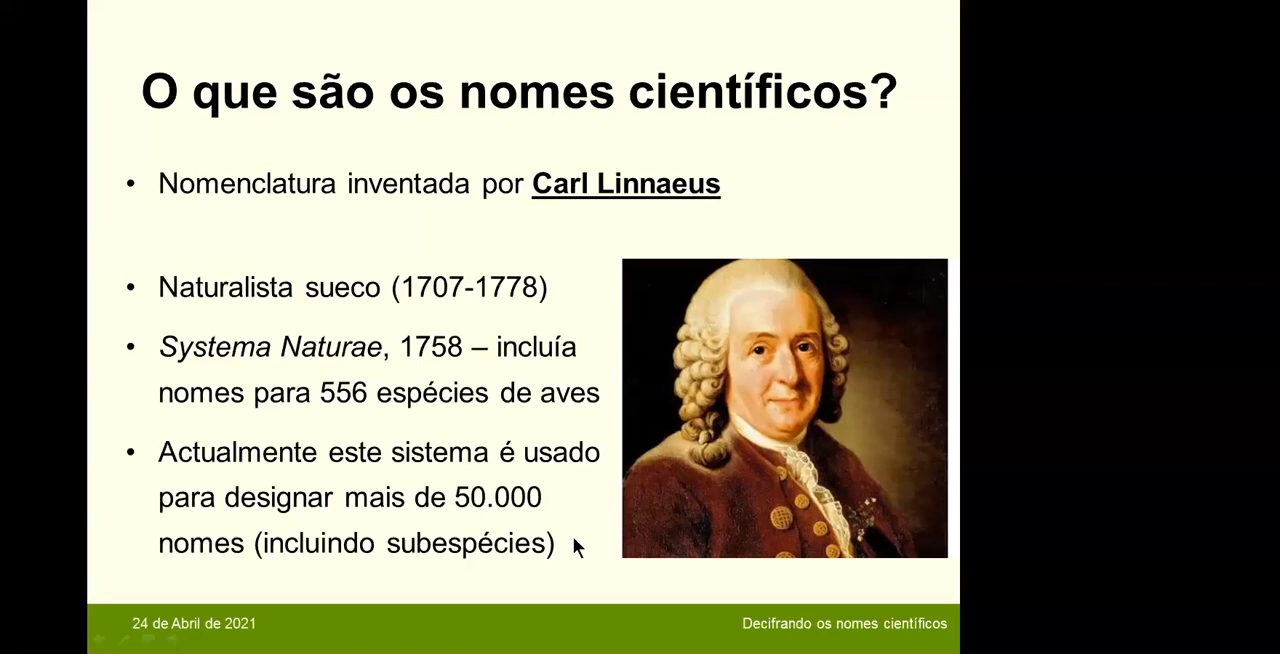 O que são os nomes científicos?
• Nomenclatura inventada por Carl Linnaeus
• Naturalista sueco (1707-1778)
• Systema Naturae, 1758 – incluía
nomes para 556 espécies de aves
• Actualmente este sistema é usado
para designar mais de 50.000
nomes (incluindo subespécies)
24 de Abril de 2021
Decifrando os nomes científicos